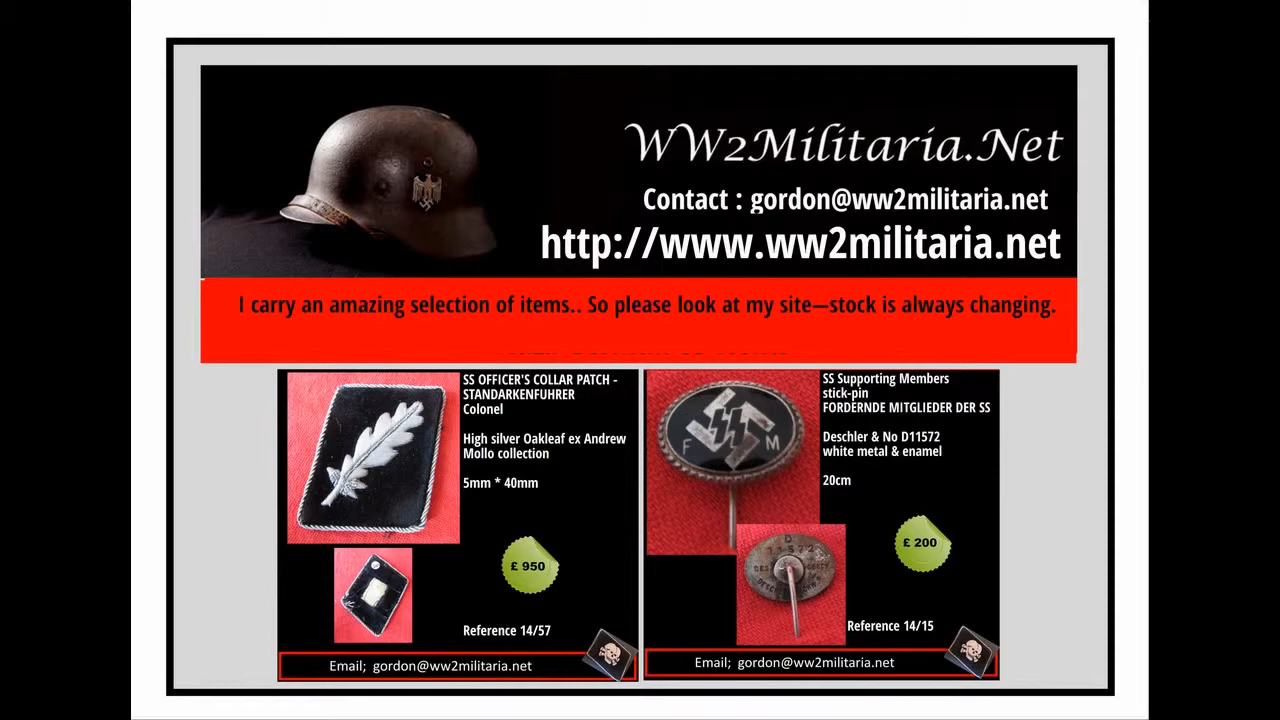 WW2Militaria.Net
Contact : gordon@ww2militaria.net
http://www.ww2militaria.net
I carry an amazing selection of items.. So please look at my site—stock is always changing.
SS OFFICER'S COLLAR PATCH -
STANDARKENFUHRER
Colonel
High silver Oakleaf ex Andrew
Mollo collection
5mm * 40mm
£ 950
Reference 14/57
Email; gordon@ww2militaria.net
SS Supporting Members
stick-pin
FORDERNDE MITGLIEDER DER SS
Deschler & No D11572
white metal & enamel
20cm
F M
D
11572
£ 200
Reference 14/15
Email; gordon@ww2militaria.net